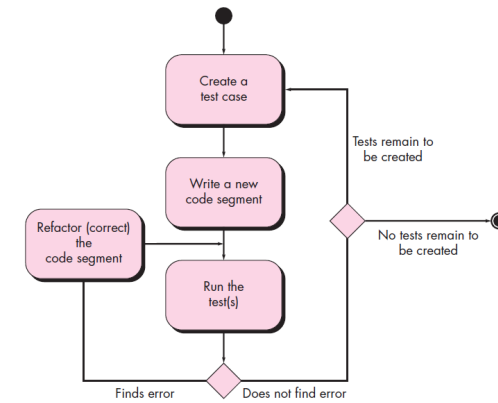 Create a
test case
Tests remain to
be created
Write a new
code segment
Refactor (correct)
the
code segment
No tests remain to
be created
Run the
test(s)
Finds error
Does not find error